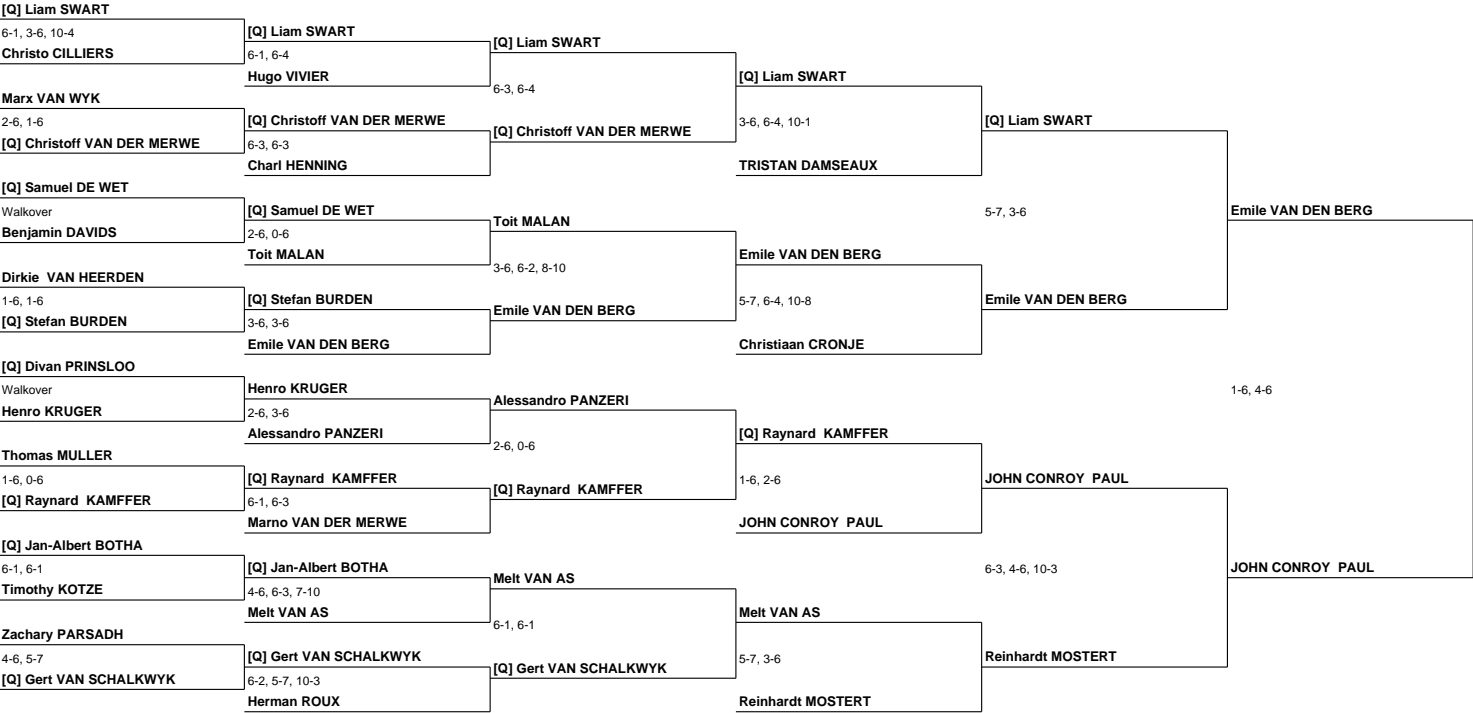 [Q] Liam SWART
6-1, 3-6, 10-4
Christo CILLIERS
Marx VAN WYK
2-6, 1-6
[Q] Christoff VAN DER MERWE
[Q] Samuel DE WET
Walkover
Benjamin DAVIDS
Dirkie  VAN HEERDEN
1-6, 1-6
[Q] Stefan BURDEN
[Q] Divan PRINSLOO
Walkover
Henro KRUGER
Thomas MULLER
1-6, 0-6
[Q] Raynard  KAMFFER
[Q] Jan-Albert BOTHA
6-1, 6-1
Timothy KOTZE
Zachary PARSADH
4-6, 5-7
[Q] Gert VAN SCHALKWYK
[Q] Liam SWART
6-1, 6-4
Hugo VIVIER
[Q] Christoff VAN DER MERWE
6-3, 6-3
Charl HENNING
[Q] Samuel DE WET
2-6, 0-6
Toit MALAN
[Q] Stefan BURDEN
3-6, 3-6
Emile VAN DEN BERG
Henro KRUGER
2-6, 3-6
Alessandro PANZERI
[Q] Raynard  KAMFFER
6-1, 6-3
Marno VAN DER MERWE
[Q] Jan-Albert BOTHA
4-6, 6-3, 7-10
Melt VAN AS
[Q] Gert VAN SCHALKWYK
6-2, 5-7, 10-3
Herman ROUX
[Q] Liam SWART
6-3, 6-4
[Q] Christoff VAN DER MERWE
Toit MALAN
3-6, 6-2, 8-10
Emile VAN DEN BERG
Alessandro PANZERI
2-6, 0-6
[Q] Raynard  KAMFFER
Melt VAN AS
6-1, 6-1
[Q] Gert VAN SCHALKWYK
[Q] Liam SWART
3-6, 6-4, 10-1
TRISTAN DAMSEAUX
Emile VAN DEN BERG
5-7, 6-4, 10-8
Christiaan CRONJE
[Q] Raynard  KAMFFER
1-6, 2-6
JOHN CONROY  PAUL
Melt VAN AS
5-7, 3-6
Reinhardt MOSTERT
[Q] Liam SWART
5-7, 3-6
Emile VAN DEN BERG
JOHN CONROY  PAUL
6-3, 4-6, 10-3
Reinhardt MOSTERT
Emile VAN DEN BERG
1-6, 4-6
JOHN CONROY  PAUL